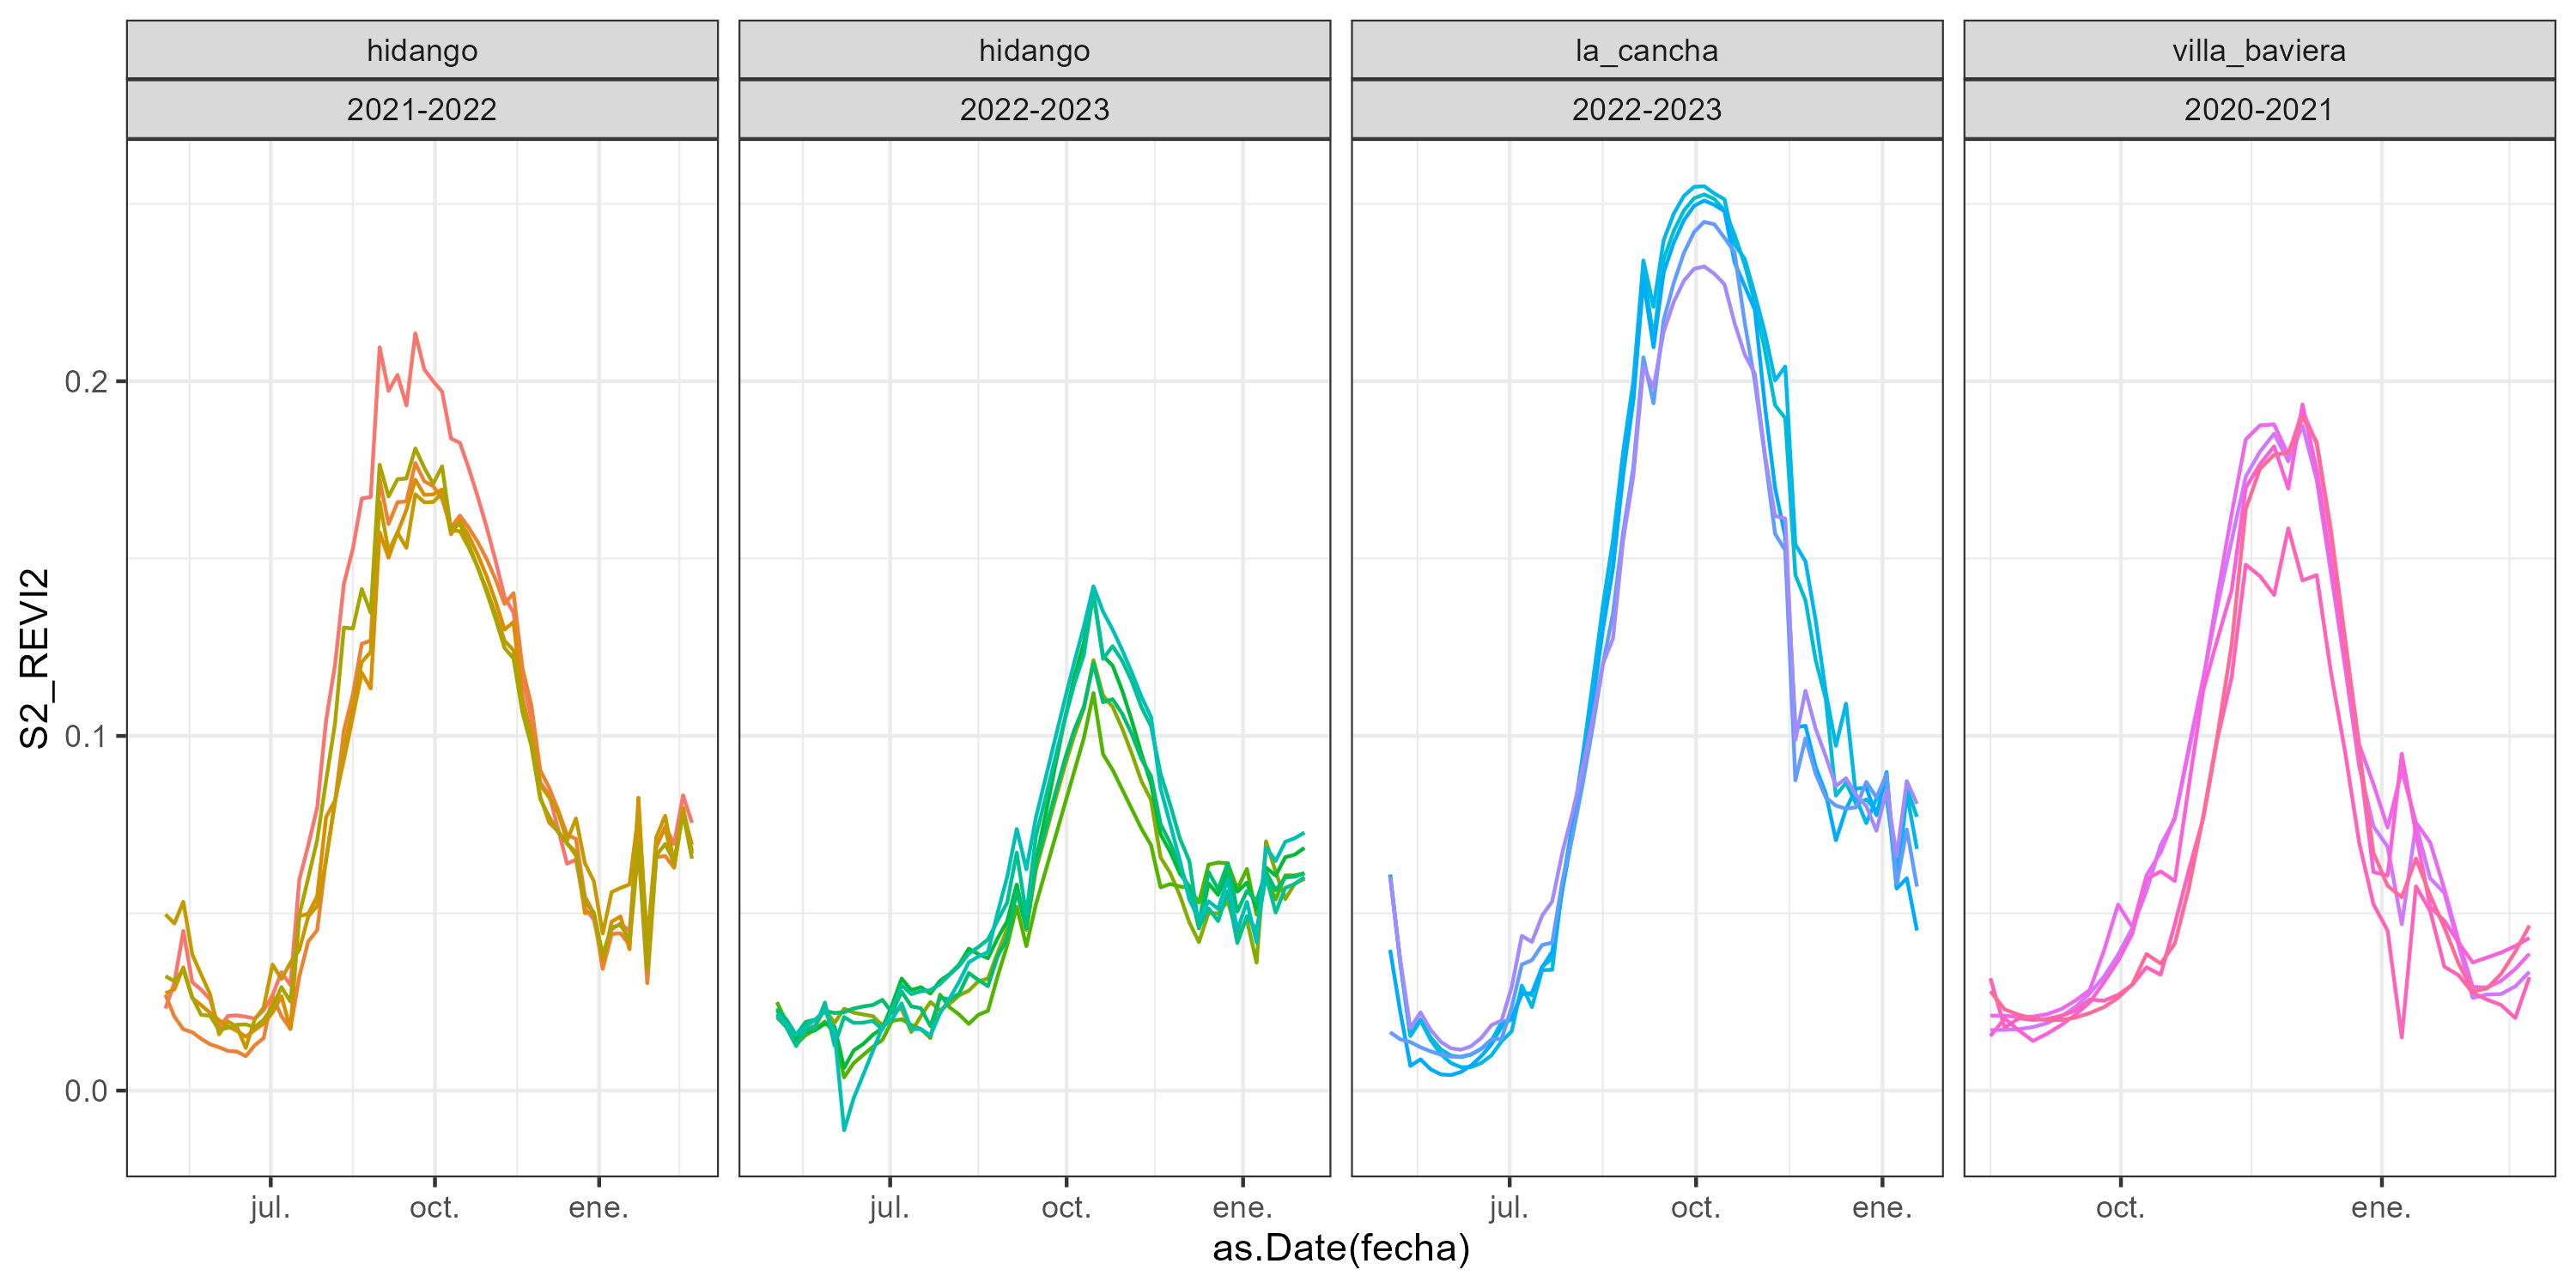 hidango
hidango
la_cancha
villa_baviera
2021-2022
2022-2023
2022-2023
2020-2021
S2_REVI2
0.2
0.1
0.0
jul.
oct.
ene.
jul.
oct.
ene.
jul.
oct.
ene.
oct.
ene.
as.Date(fecha)